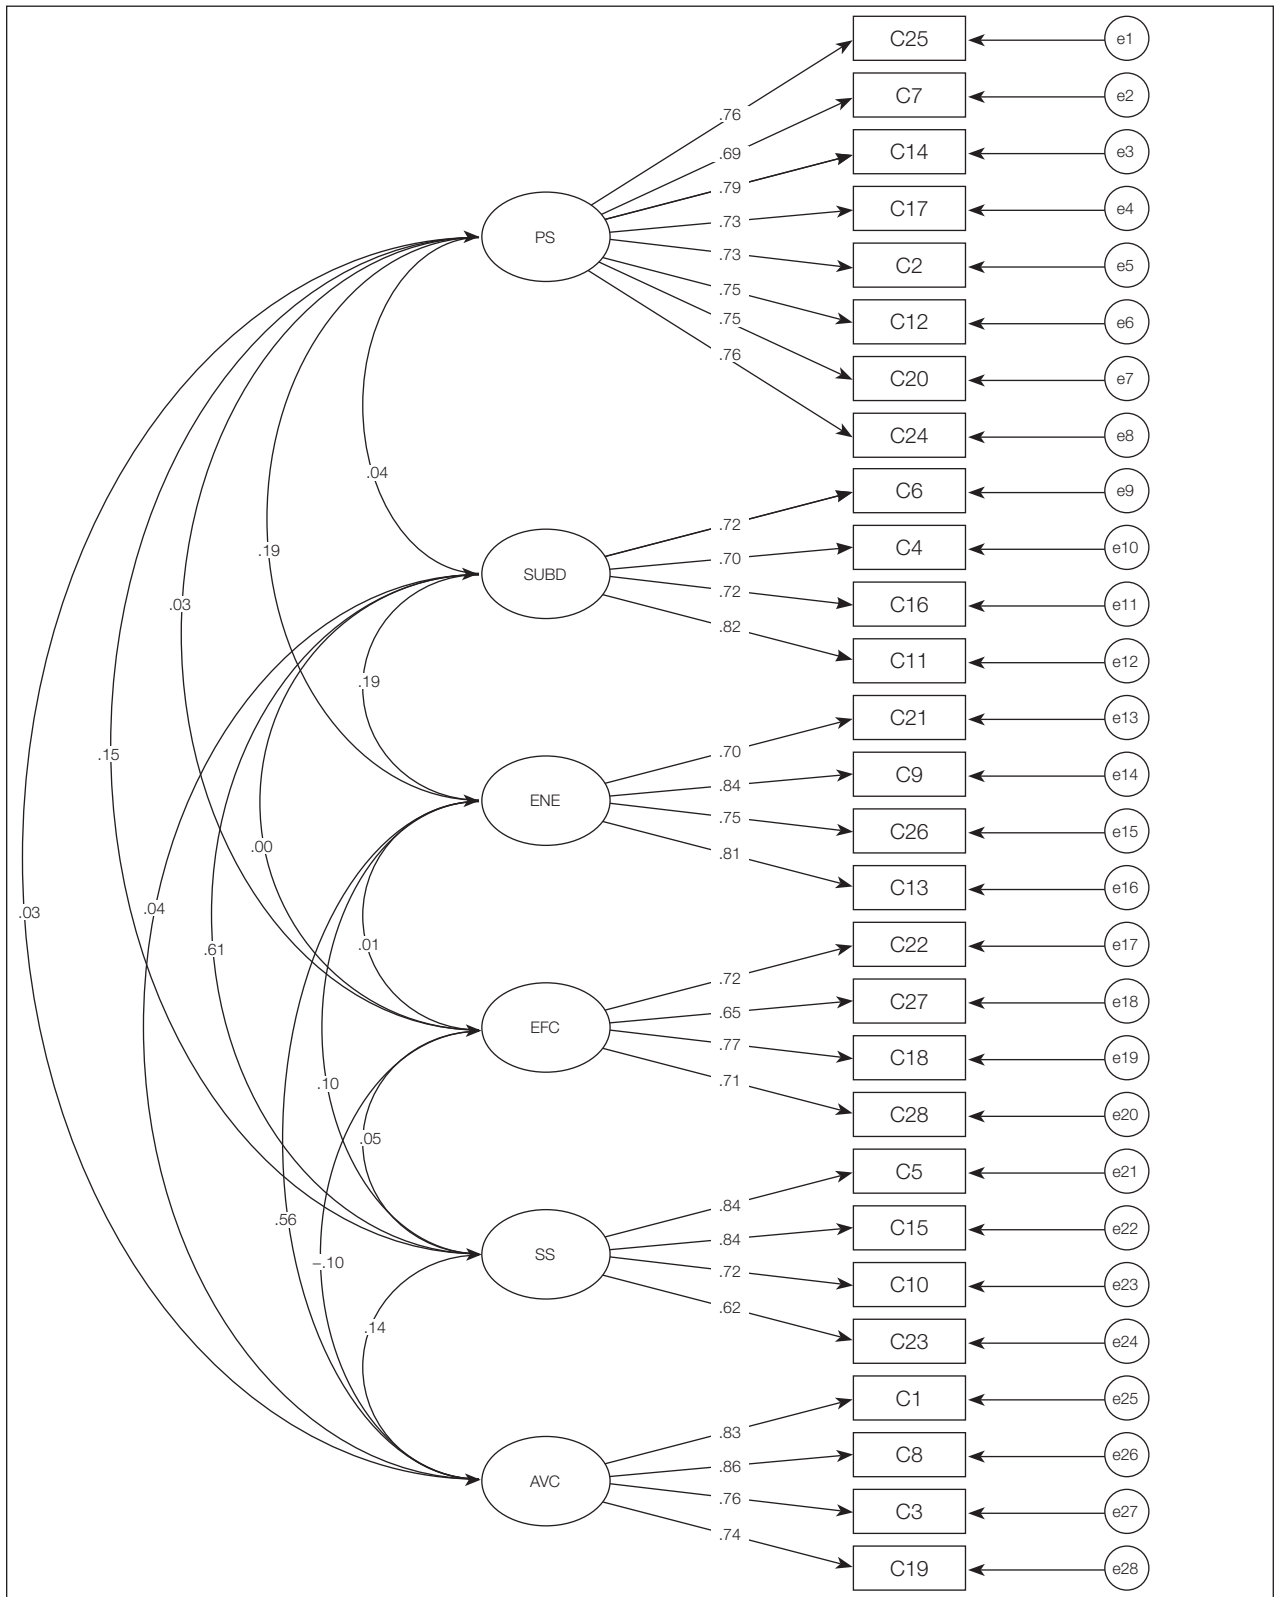 C25 e1
.76
C7 e2
.69
C14 e3
.79
C17 e4
.73
PS
.73
C2 e5
.75
C12 e6
.75
.76
C20 e7
C24 e8
.04
C6 e9
.72
.19
C4 e10
.70
SUBD
.72
.03
C16 e11
.82
C11 e12
.19
C21 e13
.70
.15
C9 e14
.84
ENE
.75
C26 e15
.00
.81
C13 e16
.03
.04
.61
.01
C22 e17
.72
C27 e18
.65
EFC
.77
C18 e19
.10
.71
C28 e20
.05
C5 e21
.84
.56
C15 e22
.84
SS
–.10
.72
C10 e23
.62
.14
C23 e24
C1 e25
.83
C8 e26
.86
AVC
.76
C3 e27
.74
C19 e28